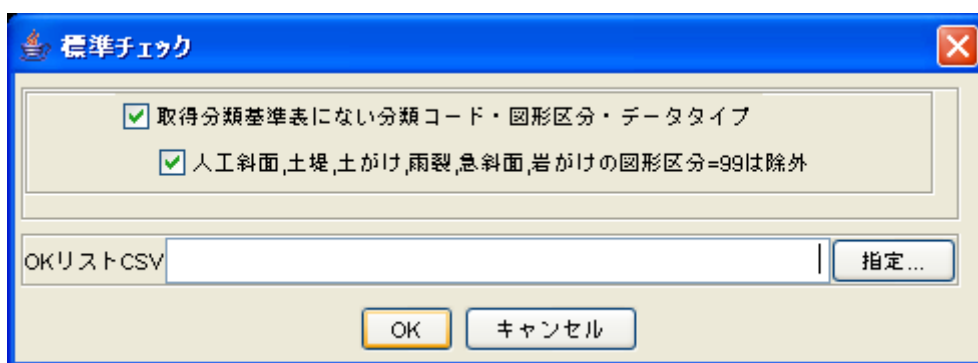 標準チェック
取得分類基準表にない分類コード・図形区分・データタイプ
人工斜面,土堤,土がけ,雨裂,急斜面,岩がけの図形区分=99は除外
OKリストCSV
指定...
OK
キャンセル